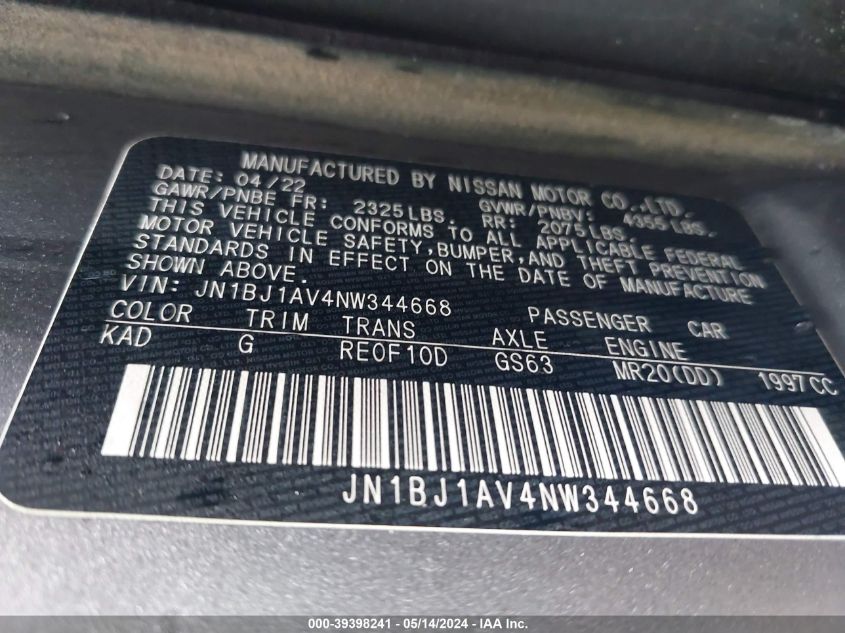 MANUFACTURED BY NISSAN MOTOR CO.,LTD.
DATE: 04/22 GVWR/PNBV: 4355 LBS.
GAWR/PNBE FR: 2325LBS. RR: 2075LBS.
THIS VEHICLE CONFORMS TO ALL APPLICABLE FEDERAL
MOTOR VEHICLE SAFETY,BUMPER,AND THEFT PREVENTION
STANDARDS IN EFFECT ON THE DATE OF MANUFACTURE
SHOWN ABOVE.
VIN: JN1BJ1AV4NW344668 PASSENGER CAR
COLOR TRIM TRANS AXLE ENGINE
KAD G RE0F10D GS63 MR20(DD) 1997CC
JN1BJ1AV4NW344668
000-39398241 - 05/14/2024 - IAA Inc.